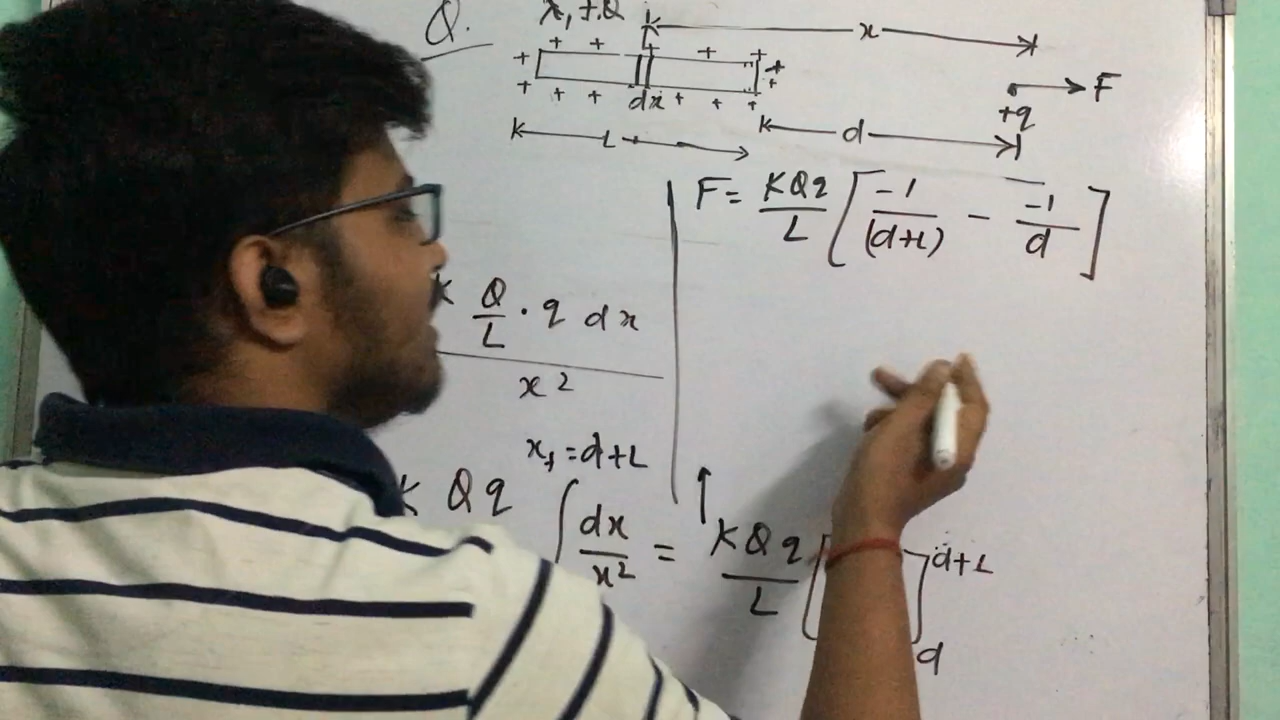 Q. λ, +Q x
+ + + + + +
+ + + dx + + +
F
+q
L d
F = KQq/L [ -1/(d+L) - -1/d ]
K Q/L · q dx
x²
x₁ = d+L
K Qq ∫ dx/x² = KQq/L [ ] d+L
d